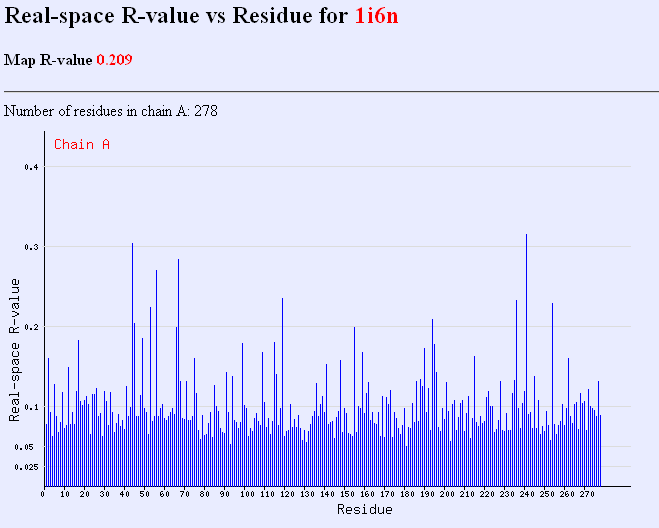 Real-space R-value vs Residue for 1i6n
Map R-value 0.209
Number of residues in chain A: 278
Chain A
0.4
0.3
0.2
0.1
0.05
0.025
Real-space R-value
0 10 20 30 40 50 60 70 80 90 100 110 120 130 140 150 160 170 180 190 200 210 220 230 240 250 260 270
Residue